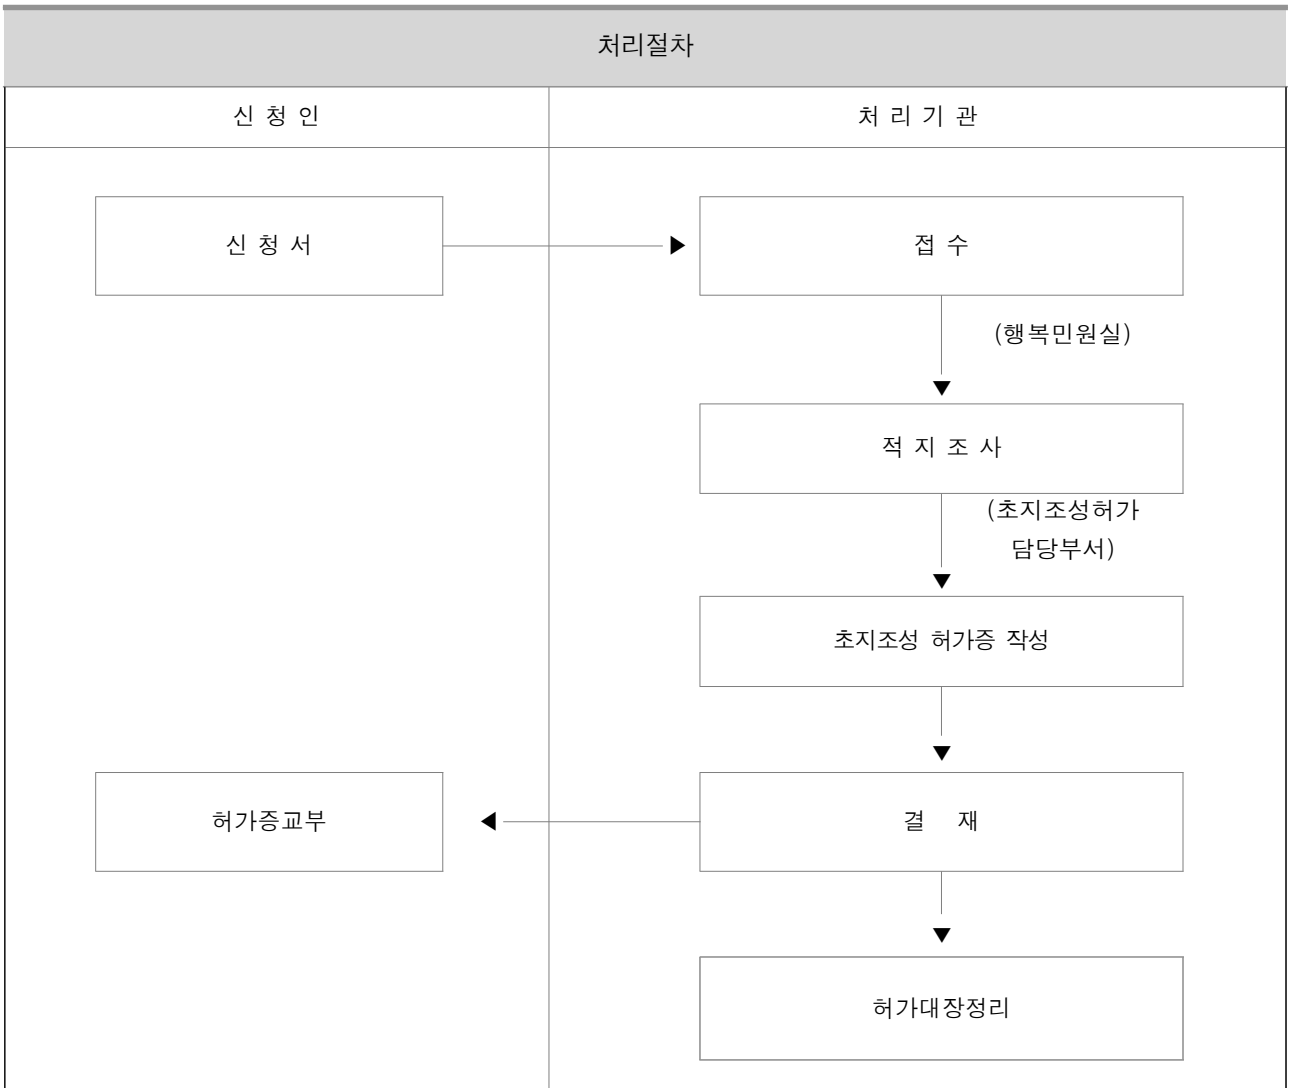 처리절차
신 청 인
처 리 기 관
신 청 서
접 수
(행복민원실)
적 지 조 사
(초지조성허가
담당부서)
초지조성 허가증 작성
허가증교부
결 재
허가대장정리